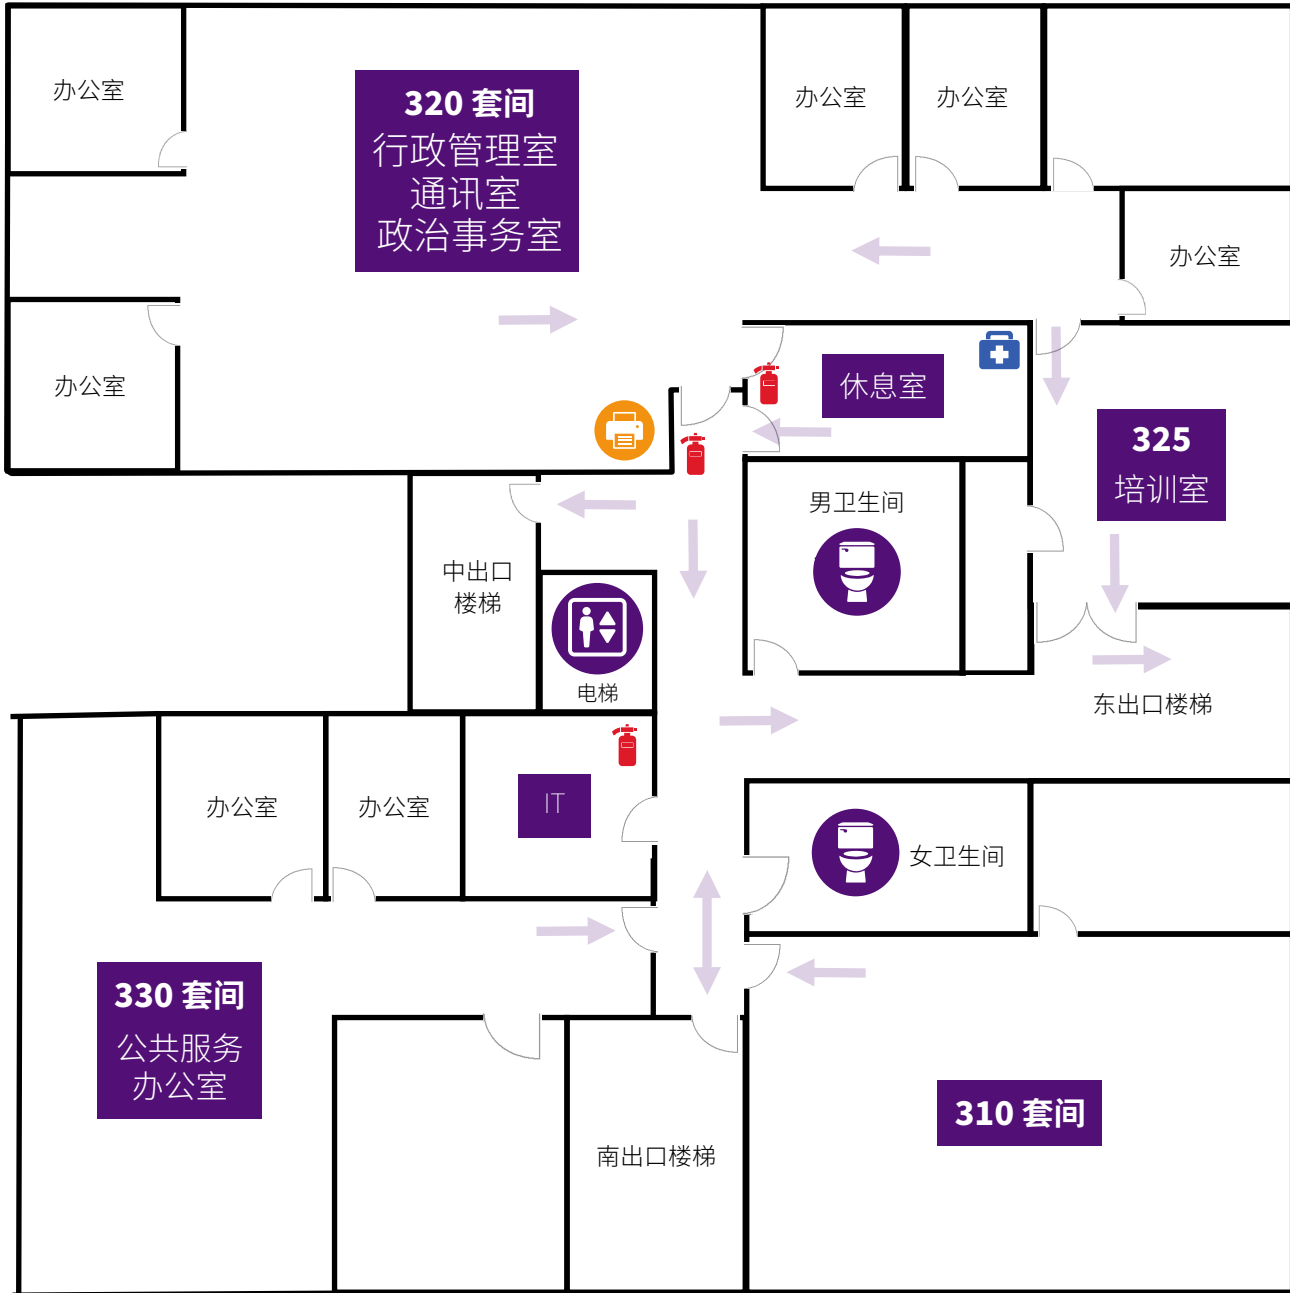 办公室
320 套间
行政管理室
通讯室
政治事务室
办公室
办公室
办公室
办公室
休息室
325
培训室
男卫生间
中出口
楼梯
电梯
东出口楼梯
办公室
办公室
IT
女卫生间
330 套间
公共服务
办公室
310 套间
南出口楼梯